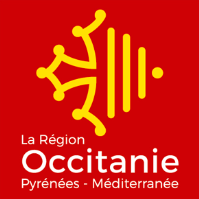 La Région
Occitanie
Pyrénées - Méditerranée